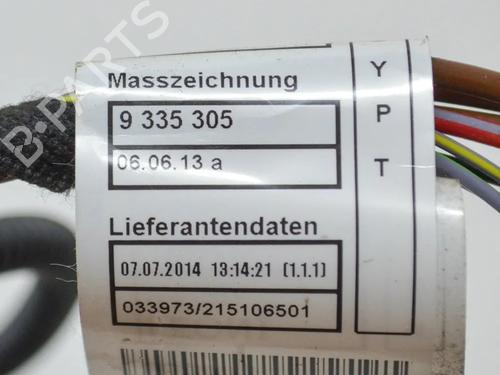 Masszeichnung
9 335 305
06.06.13 a
Lieferantendaten
07.07.2014 13:14:21 (1.1.1)
033973/215106501
Y
P
T
B-PARTS